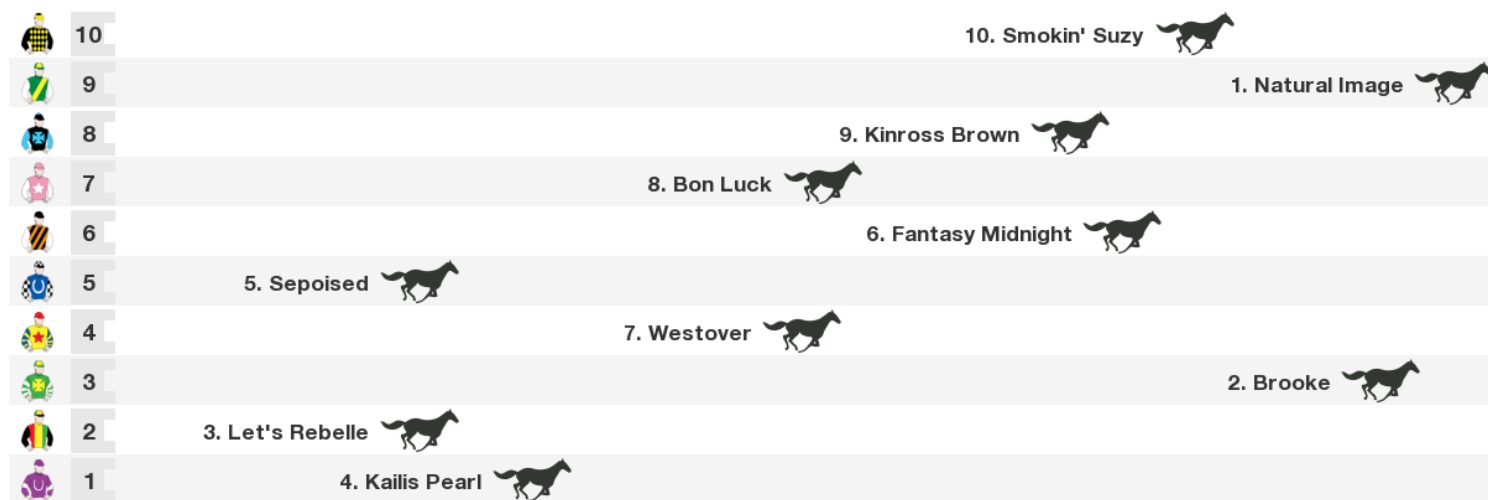 10 10. Smokin' Suzy
9 1. Natural Image
8 9. Kinross Brown
7 8. Bon Luck
6 6. Fantasy Midnight
5 5. Sepoised
4 7. Westover
3 2. Brooke
2 3. Let's Rebelle
1 4. Kailis Pearl